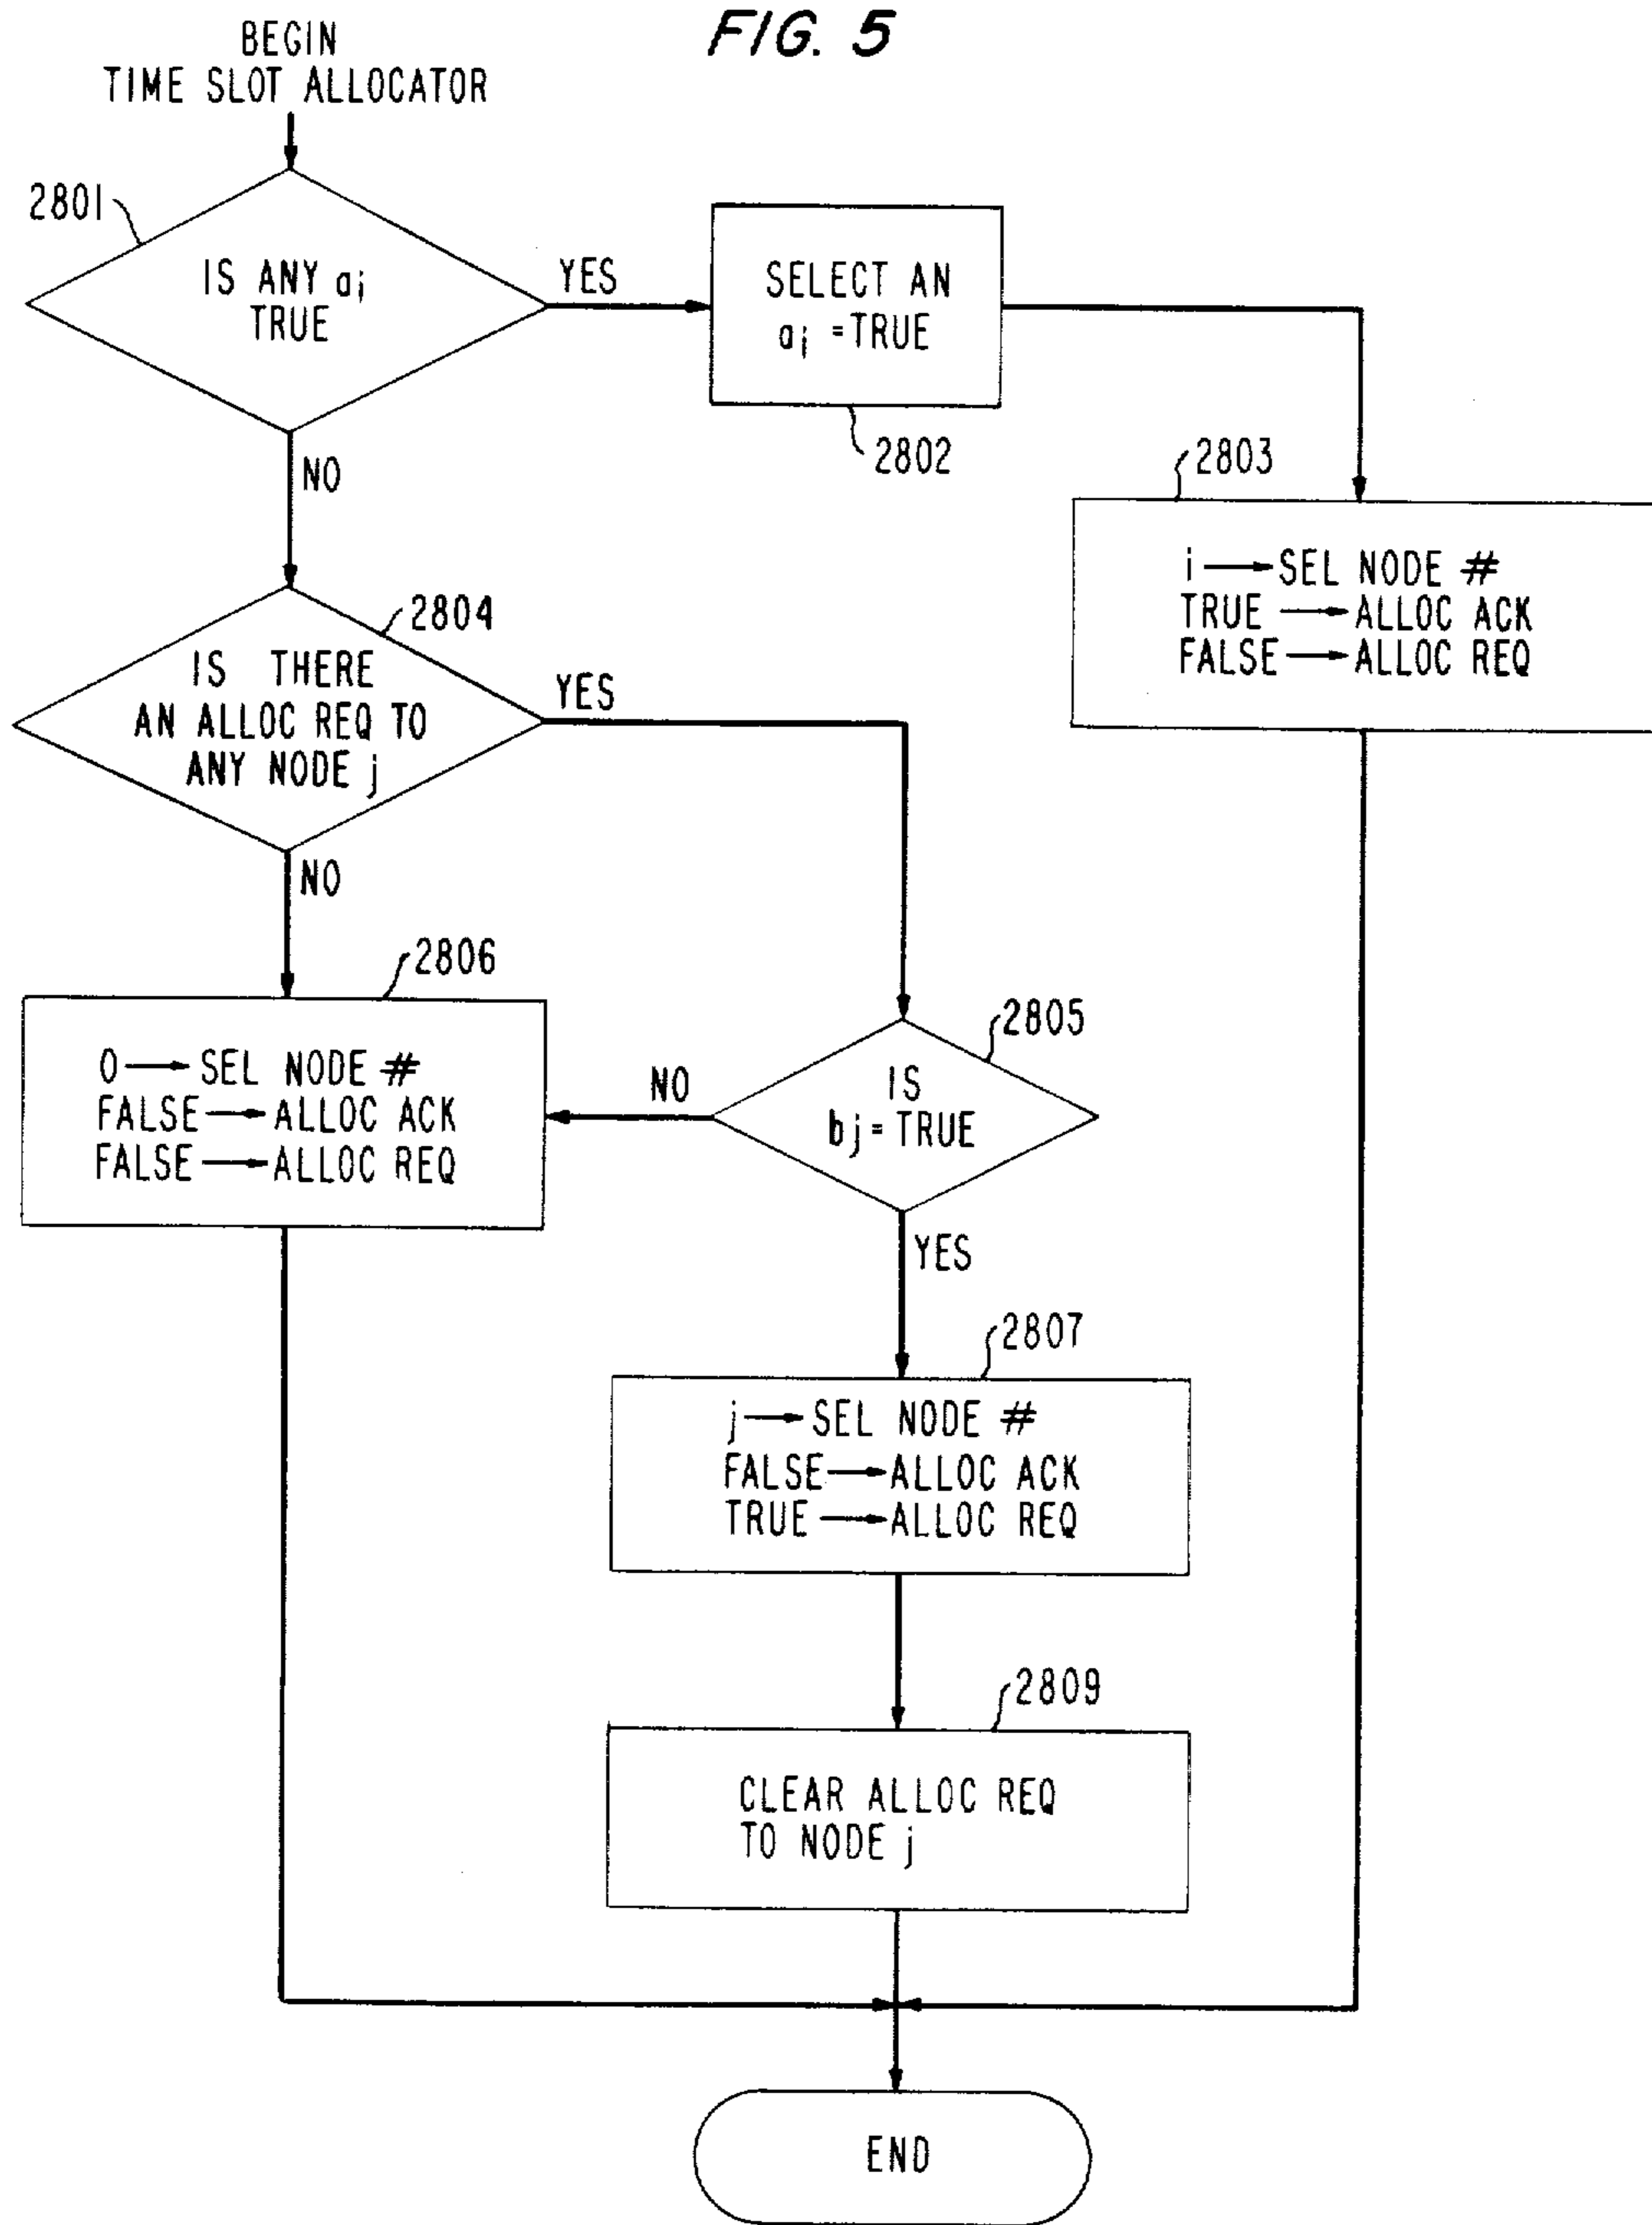 FIG. 5
BEGIN
TIME SLOT ALLOCATOR
2801
IS ANY ai
TRUE
YES
SELECT AN
ai = TRUE
2802
NO
2803
i → SEL NODE #
TRUE → ALLOC ACK
FALSE → ALLOC REQ
2804
IS THERE
AN ALLOC REQ TO
ANY NODE j
YES
NO
2806
0 → SEL NODE #
FALSE → ALLOC ACK
FALSE → ALLOC REQ
2805
IS
bj = TRUE
NO
YES
2807
j → SEL NODE #
FALSE → ALLOC ACK
TRUE → ALLOC REQ
2809
CLEAR ALLOC REQ
TO NODE j
END